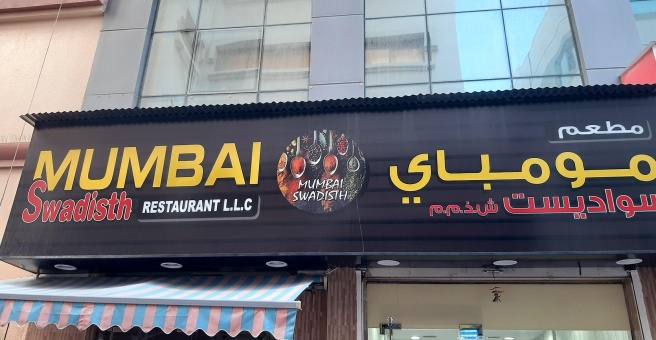 MUMBAI
Swadisth RESTAURANT L.L.C
MUMBAI
SWADISTH
مطعم
مومباي
سواديست ش.ذ.م.م